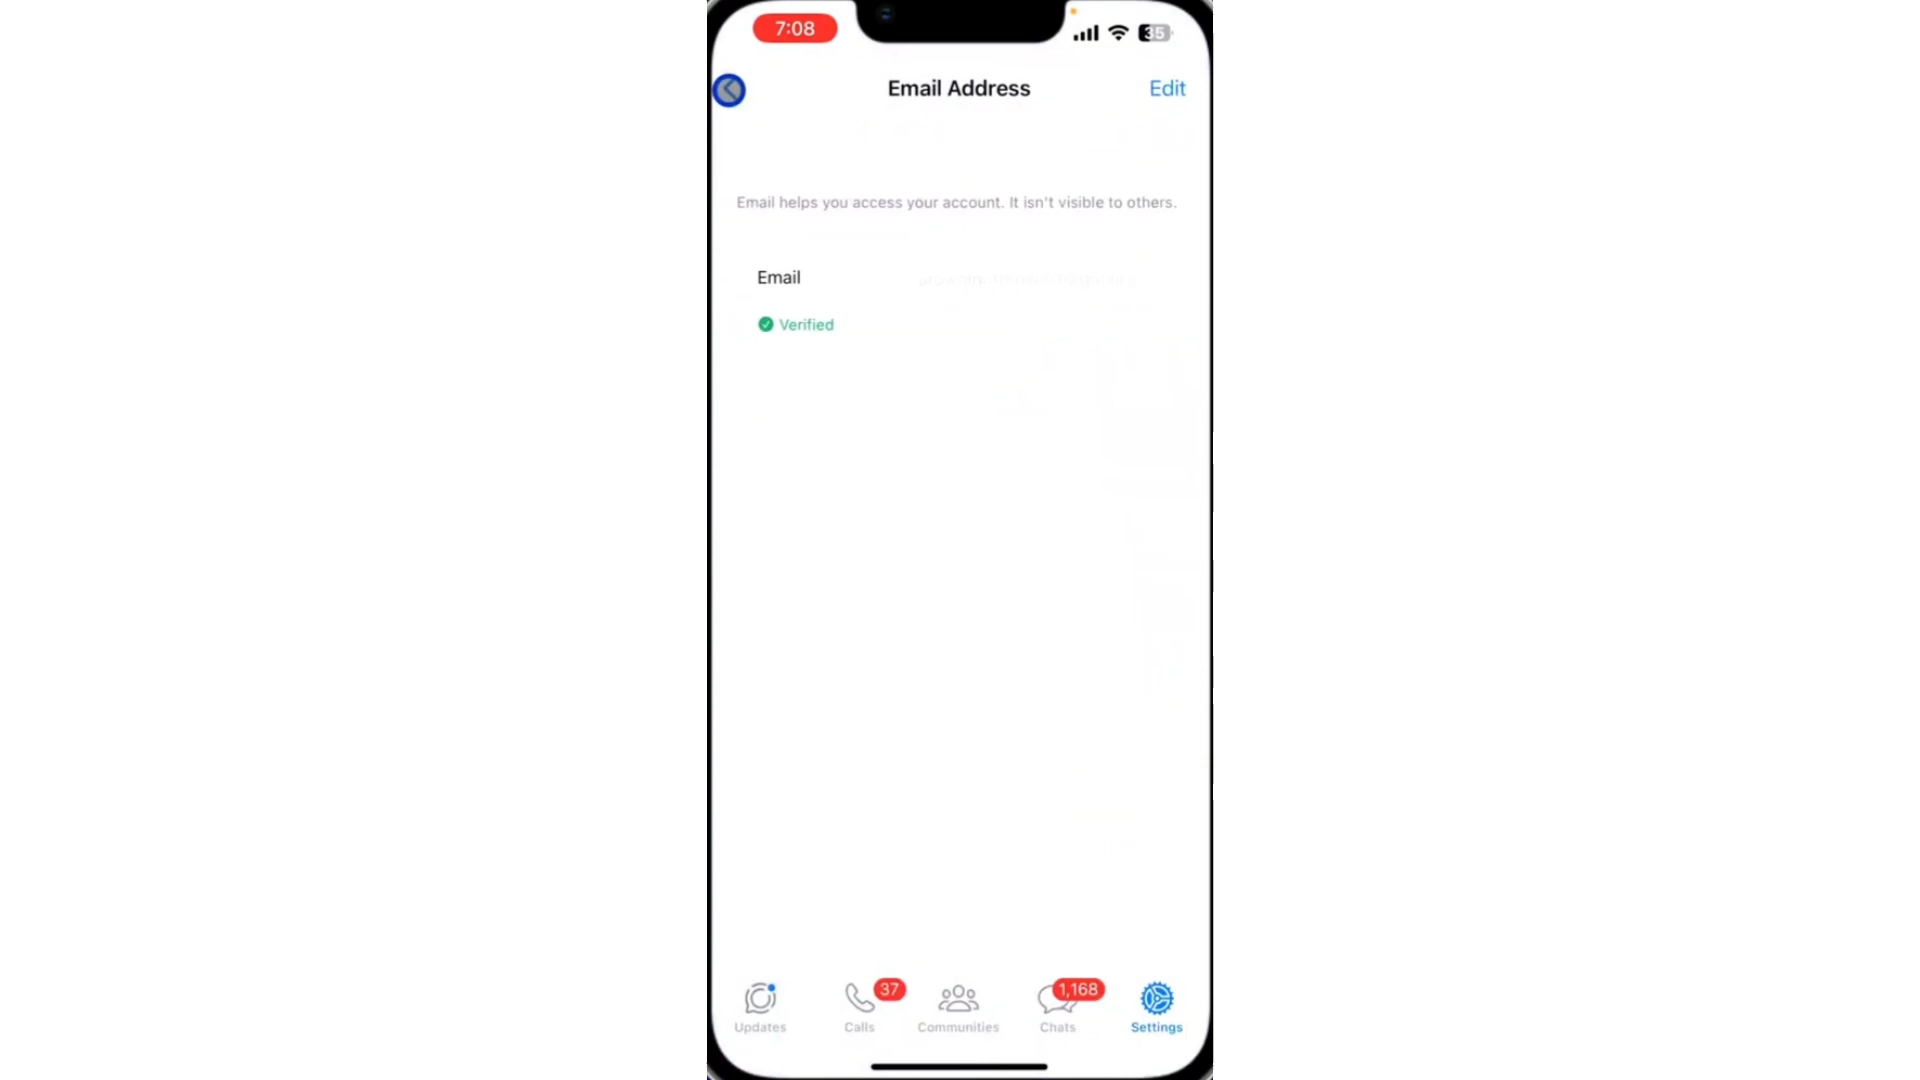 7:08
35
Email Address
Edit
Email helps you access your account. It isn't visible to others.
Email
Verified
37
1,168
Updates
Calls
Communities
Chats
Settings